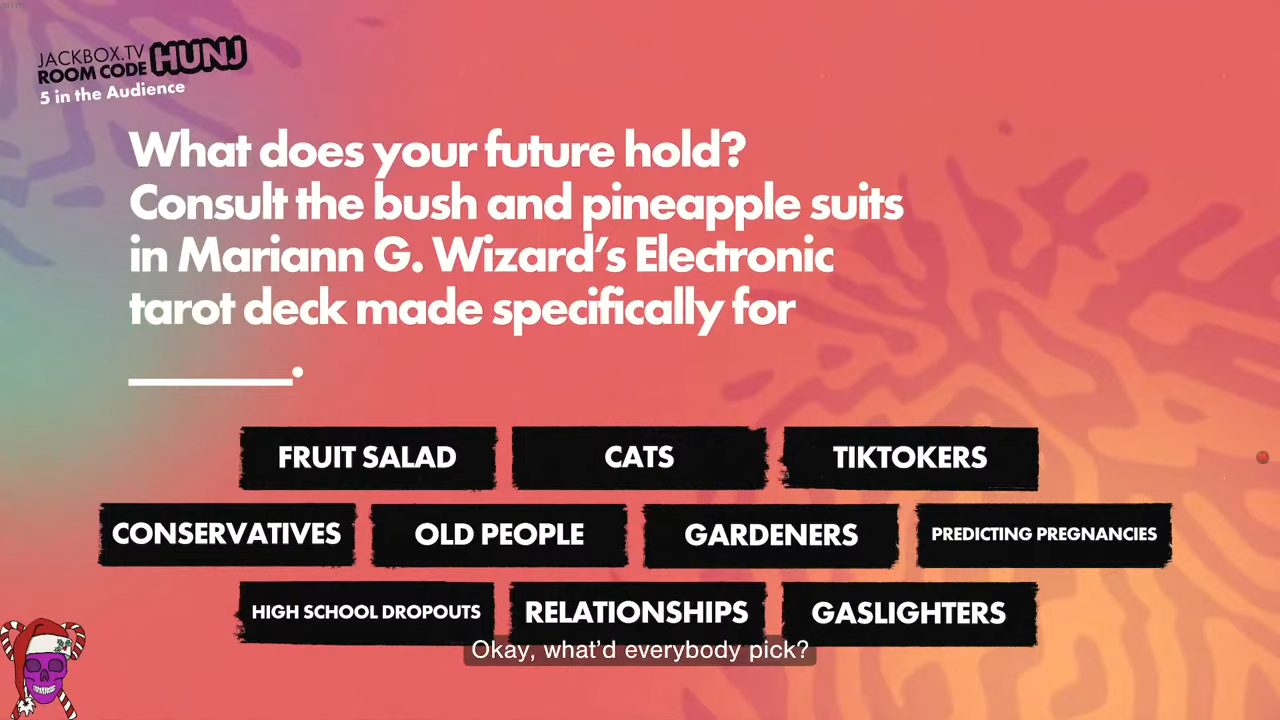 JACKBOX.TV
ROOM CODE HUNJ
5 in the Audience
What does your future hold?
Consult the bush and pineapple suits
in Mariann G. Wizard’s Electronic
tarot deck made specifically for
________.
FRUIT SALAD
CATS
TIKTOKERS
CONSERVATIVES
OLD PEOPLE
GARDENERS
PREDICTING PREGNANCIES
HIGH SCHOOL DROPOUTS
RELATIONSHIPS
GASLIGHTERS
Okay, what’d everybody pick?